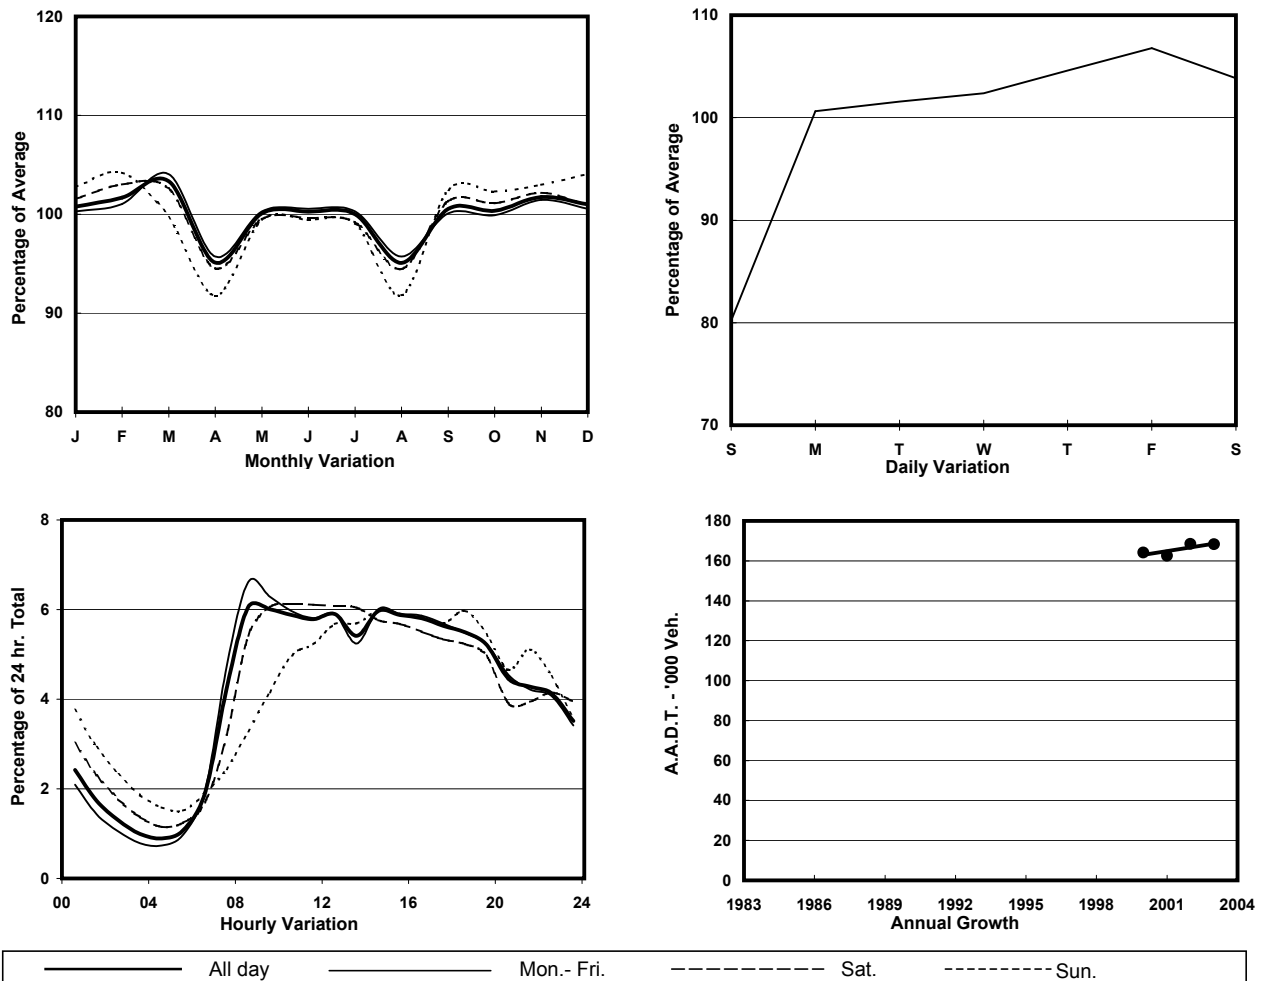 120
110
100
90
80
Percentage of Average
J F M A M J J A S O N D
Monthly Variation
110
100
90
80
70
Percentage of Average
S M T W T F S
Daily Variation
8
6
4
2
0
Percentage of 24 hr. Total
00 04 08 12 16 20 24
Hourly Variation
180
160
140
120
100
80
60
40
20
0
A.A.D.T. - '000 Veh.
1983 1986 1989 1992 1995 1998 2001 2004
Annual Growth
All day Mon.- Fri. Sat. Sun.